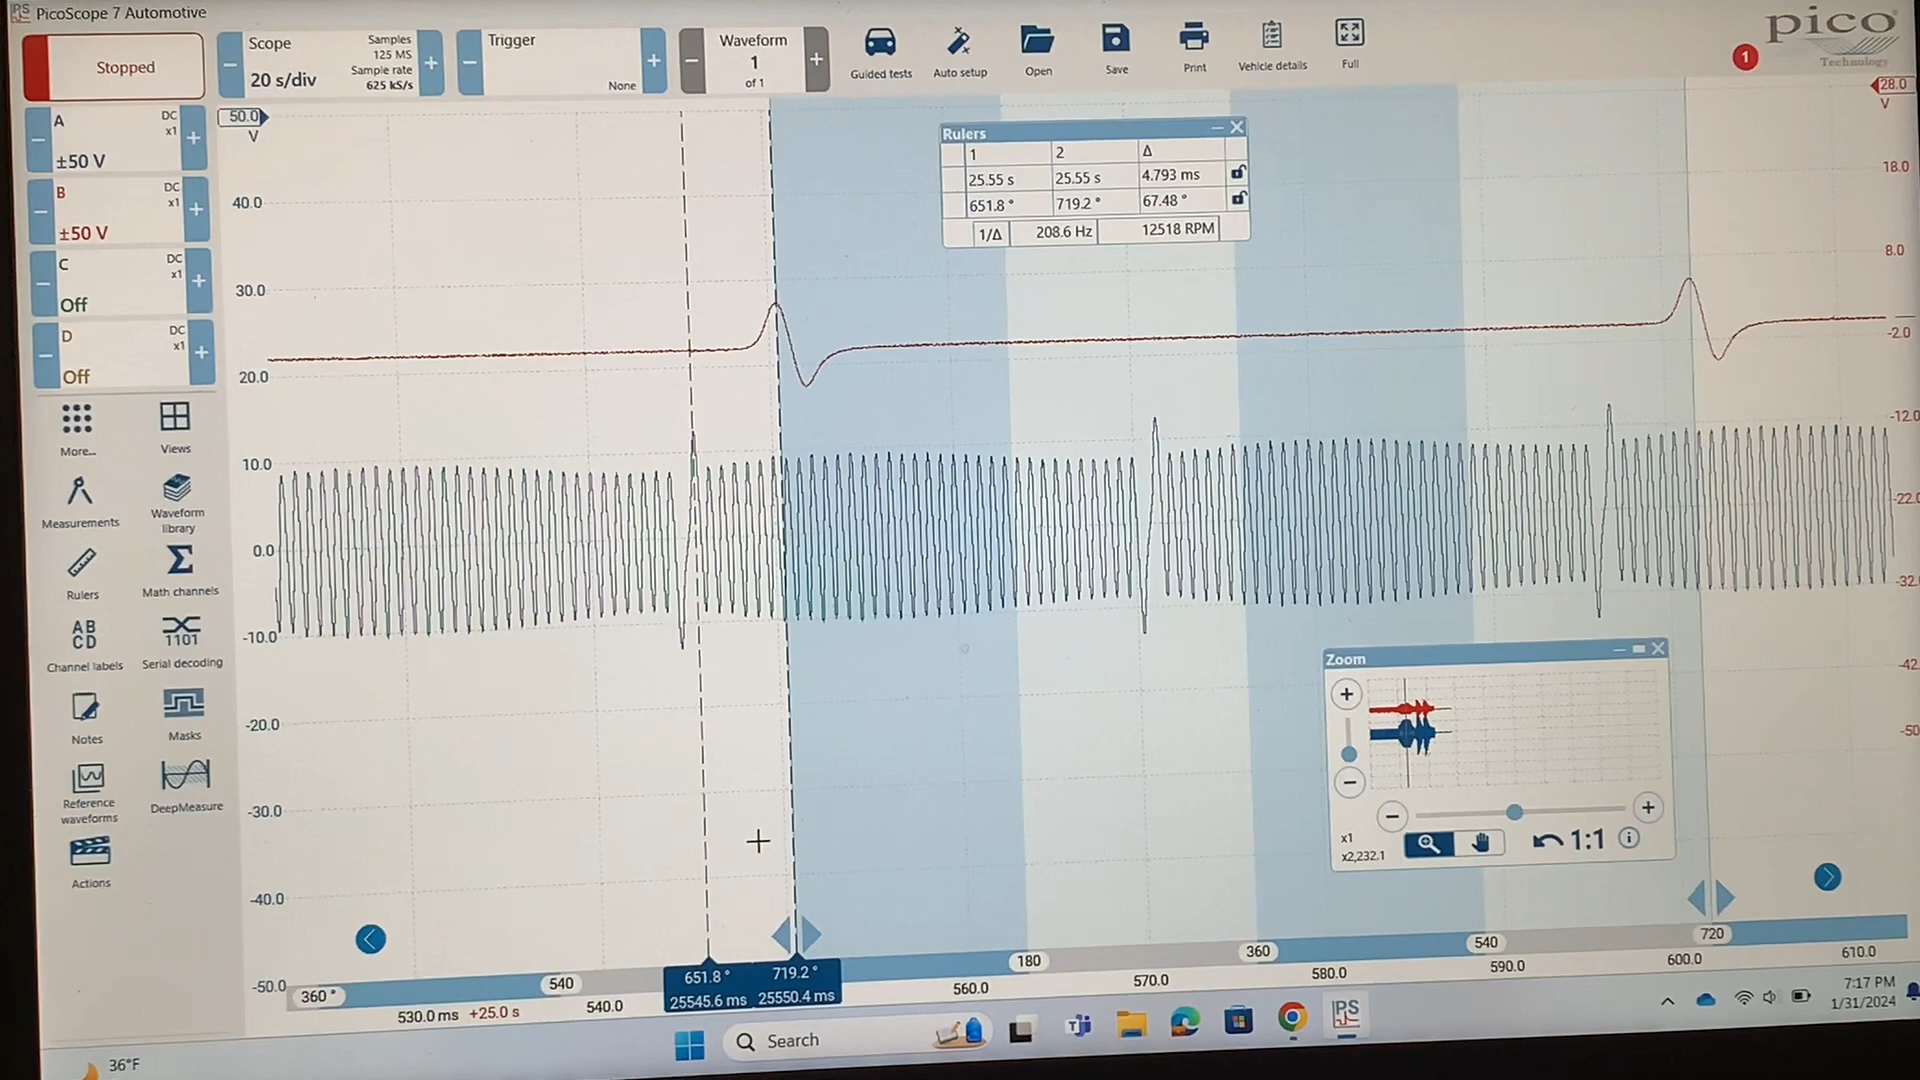 PS PicoScope 7 Automotive
Stopped
Scope
20 s/div
Samples
125 MS
Sample rate
625 kS/s
Trigger
None
Waveform
1
of 1
Guided tests
Auto setup
Open
Save
Print
Vehicle details
Full
1
pico
Technology
A
DC
x1
±50 V
B
DC
x1
±50 V
C
DC
x1
Off
D
DC
x1
Off
More...
Views
Measurements
Waveform
library
Rulers
Math channels
Channel labels
Serial decoding
Notes
Masks
Reference
waveforms
DeepMeasure
Actions
50.0
V
40.0
30.0
20.0
10.0
0.0
-10.0
-20.0
-30.0
-40.0
-50.0
Rulers
1 2 Δ
25.55 s 25.55 s 4.793 ms
651.8 ° 719.2 ° 67.48 °
1/Δ 208.6 Hz 12518 RPM
28.0
V
18.0
8.0
-2.0
-12.0
-22.0
-32.0
-42.
-50
Zoom
x1
x2,232.1
1:1
360 ° 540 180 360 540 720
651.8 ° 719.2 °
25545.6 ms 25550.4 ms
530.0 ms +25.0 s 540.0 560.0 570.0 580.0 590.0 600.0 610.0
36°F
Search
7:17 PM
1/31/2024